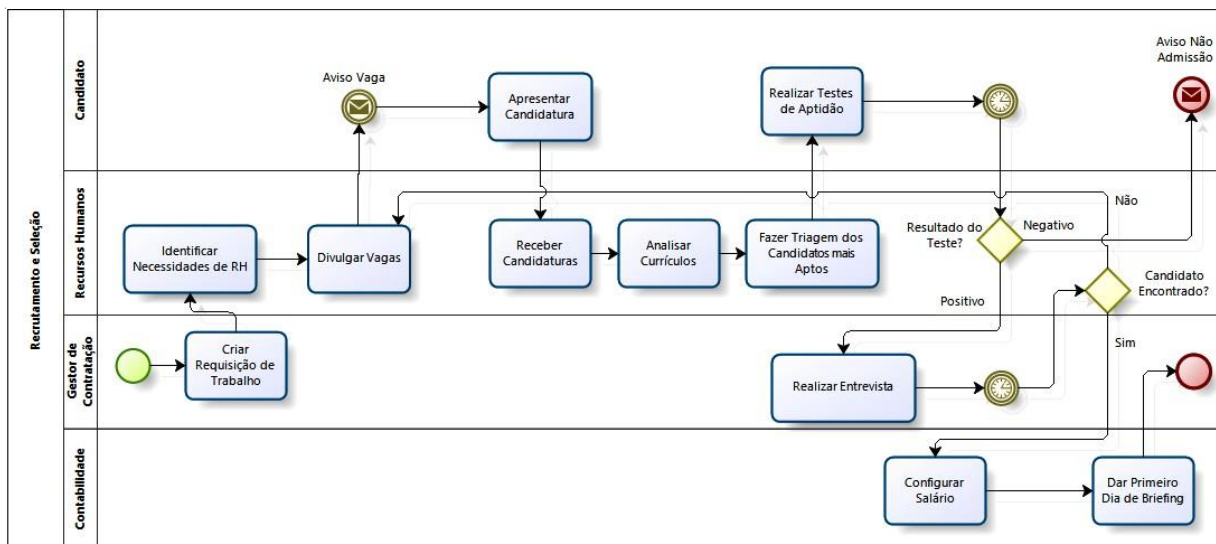 Recrutamento e Seleção
Candidato
Aviso Vaga
Apresentar
Candidatura
Realizar Testes
de Aptidão
Aviso Não
Admissão
Recursos Humanos
Identificar
Necessidades de RH
Divulgar Vagas
Receber
Candidaturas
Analisar
Currículos
Fazer Triagem dos
Candidatos mais
Aptos
Resultado do
Teste?
Negativo
Positivo
Não
Candidato
Encontrado?
Sim
Gestor de
Contratação
Criar
Requisição de
Trabalho
Realizar Entrevista
Contabilidade
Configurar
Salário
Dar Primeiro
Dia de Briefing